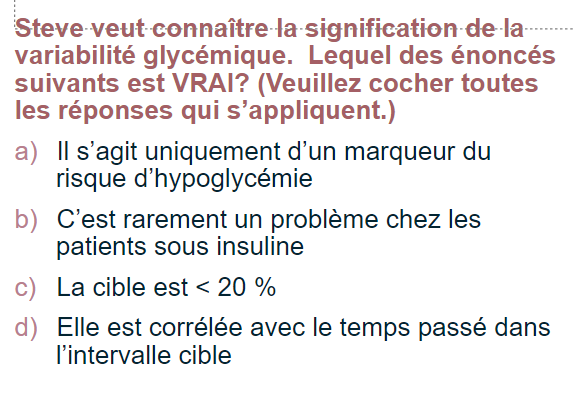 Steve veut connaître la signification de la
variabilité glycémique.  Lequel des énoncés
suivants est VRAI? (Veuillez cocher toutes
les réponses qui s’appliquent.)
a) Il s’agit uniquement d’un marqueur du
risque d’hypoglycémie
b) C’est rarement un problème chez les
patients sous insuline
c) La cible est < 20 %
d) Elle est corrélée avec le temps passé dans
l’intervalle cible